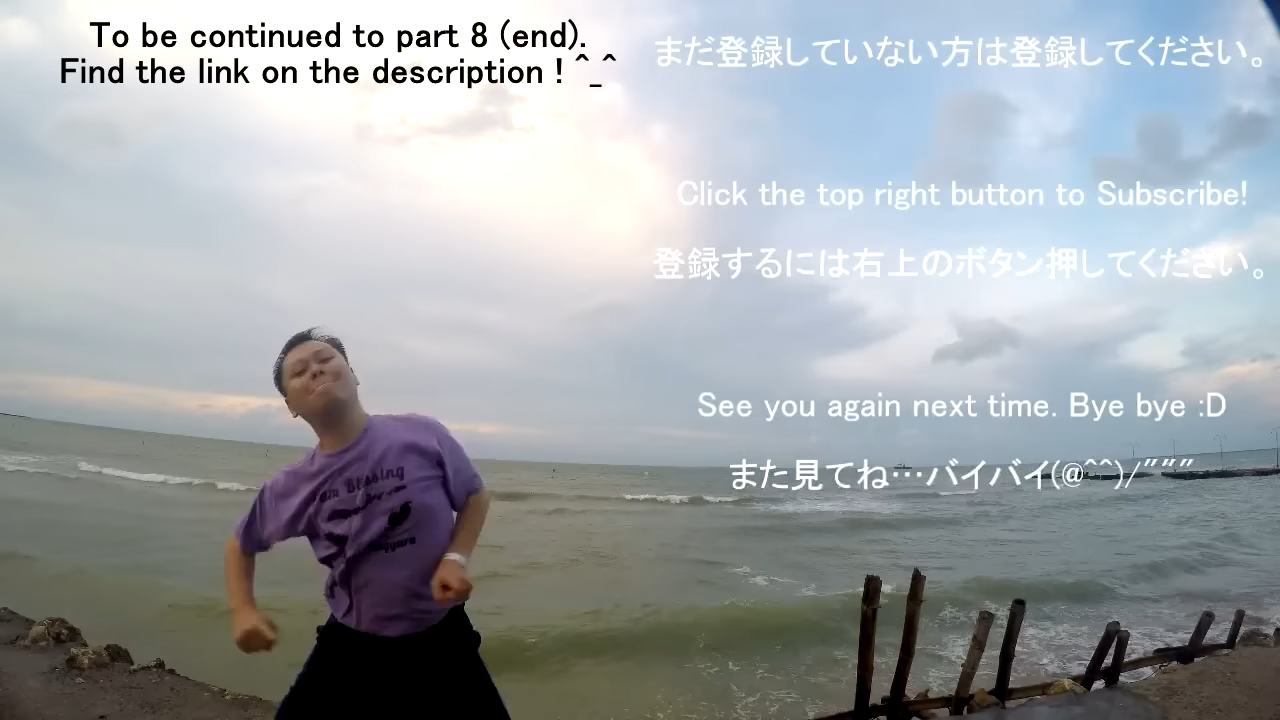 To be continued to part 8 (end).
Find the link on the description ! ^_^
まだ登録していない方は登録してください。
Click the top right button to Subscribe!
登録するには右上のボタン押してください。
See you again next time. Bye bye :D
また見てね…バイバイ(@^^)/"""
Blessing